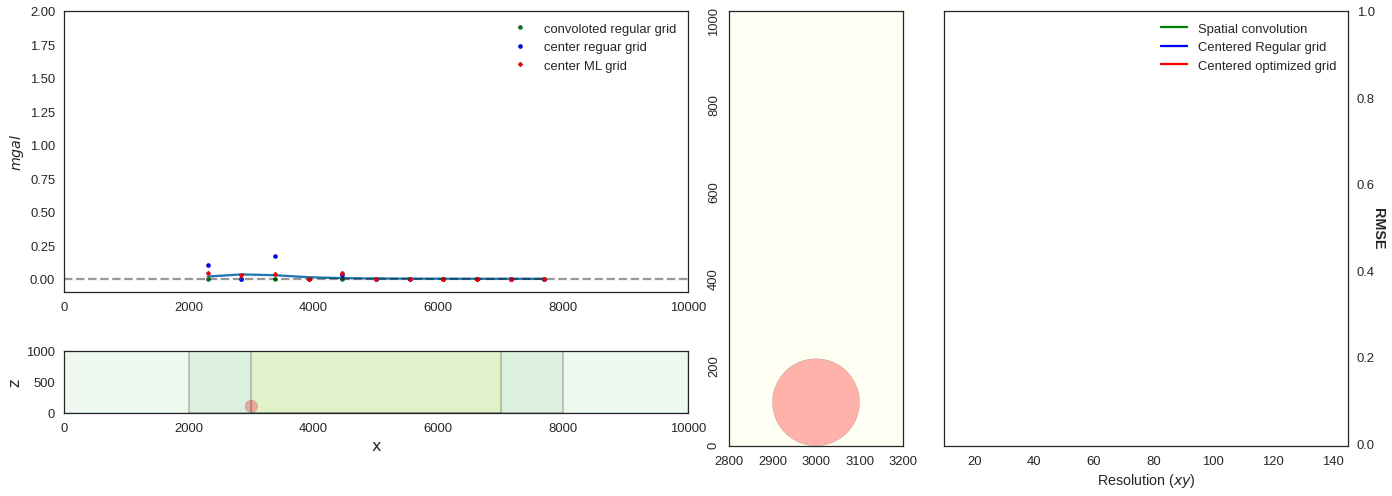 2.00
1.75
1.50
1.25
1.00
0.75
0.50
0.25
0.00
mgal
convoloted regular grid
center reguar grid
center ML grid
0 2000 4000 6000 8000 10000
1000
500
0
z
0 2000 4000 6000 8000 10000
x
1000
800
600
400
200
0
2800 2900 3000 3100 3200
Spatial convolution
Centered Regular grid
Centered optimized grid
1.0
0.8
0.6
0.4
0.2
0.0
RMSE
20 40 60 80 100 120 140
Resolution (xy)